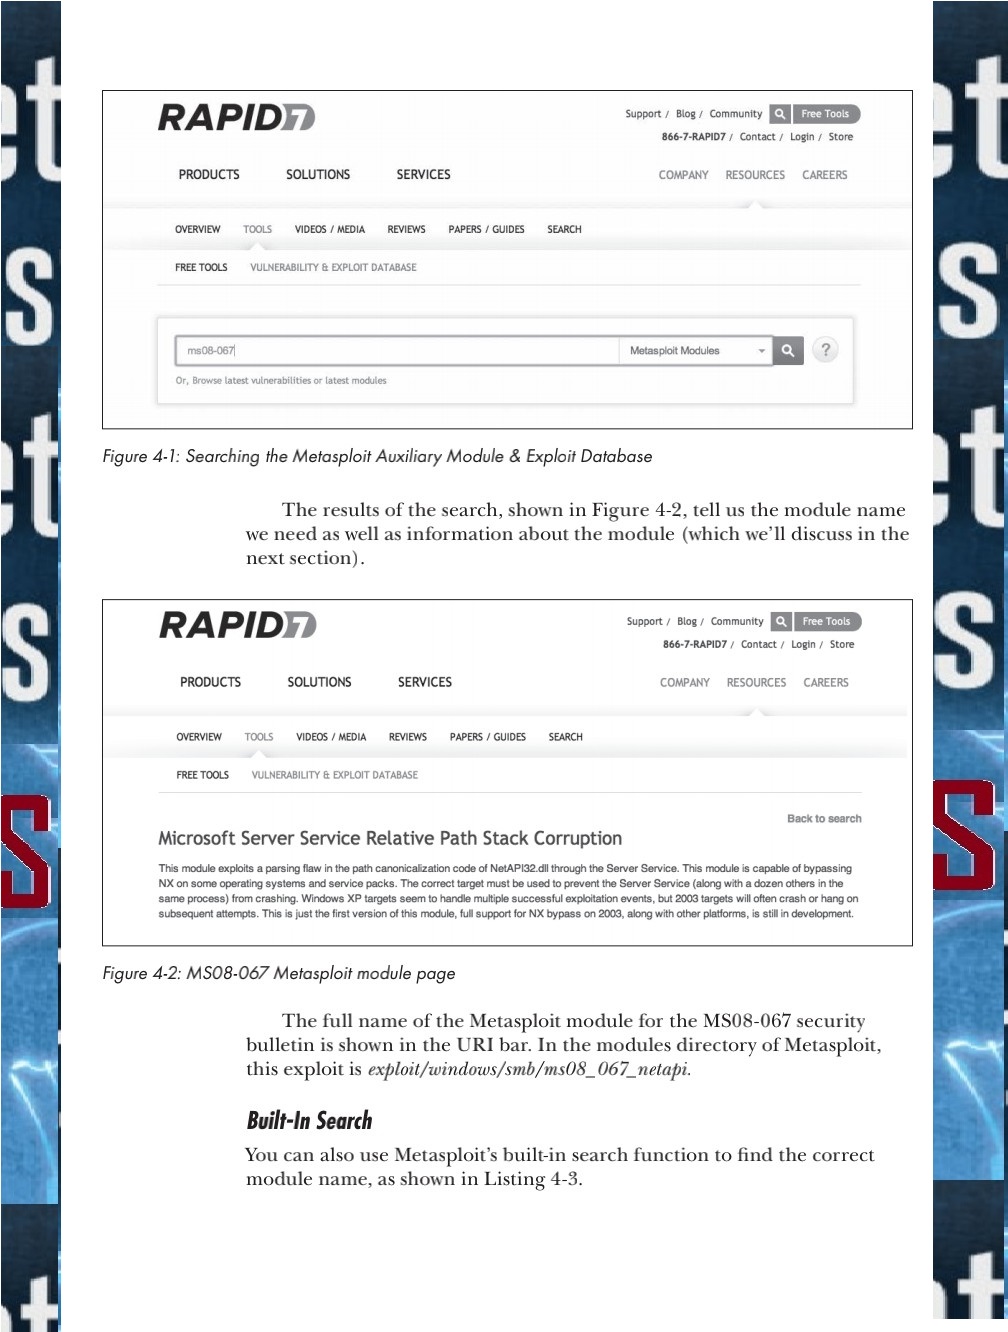 RAPID7
Support / Blog / Community Free Tools
866-7-RAPID7 / Contact / Login / Store
PRODUCTS SOLUTIONS SERVICES COMPANY RESOURCES CAREERS
OVERVIEW TOOLS VIDEOS / MEDIA REVIEWS PAPERS / GUIDES SEARCH
FREE TOOLS VULNERABILITY & EXPLOIT DATABASE
ms08-067 Metasploit Modules ?
Or, Browse latest vulnerabilities or latest modules
Figure 4-1: Searching the Metasploit Auxiliary Module & Exploit Database
The results of the search, shown in Figure 4-2, tell us the module name
we need as well as information about the module (which we'll discuss in the
next section).
RAPID7
Support / Blog / Community Free Tools
866-7-RAPID7 / Contact / Login / Store
PRODUCTS SOLUTIONS SERVICES COMPANY RESOURCES CAREERS
OVERVIEW TOOLS VIDEOS / MEDIA REVIEWS PAPERS / GUIDES SEARCH
FREE TOOLS VULNERABILITY & EXPLOIT DATABASE
Back to search
Microsoft Server Service Relative Path Stack Corruption
This module exploits a parsing flaw in the path canonicalization code of NetAPI32.dll through the Server Service. This module is capable of bypassing
NX on some operating systems and service packs. The correct target must be used to prevent the Server Service (along with a dozen others in the
same process) from crashing. Windows XP targets seem to handle multiple successful exploitation events, but 2003 targets will often crash or hang on
subsequent attempts. This is just the first version of this module, full support for NX bypass on 2003, along with other platforms, is still in development.
Figure 4-2: MS08-067 Metasploit module page
The full name of the Metasploit module for the MS08-067 security
bulletin is shown in the URI bar. In the modules directory of Metasploit,
this exploit is exploit/windows/smb/ms08_067_netapi.
Built-In Search
You can also use Metasploit's built-in search function to find the correct
module name, as shown in Listing 4-3.